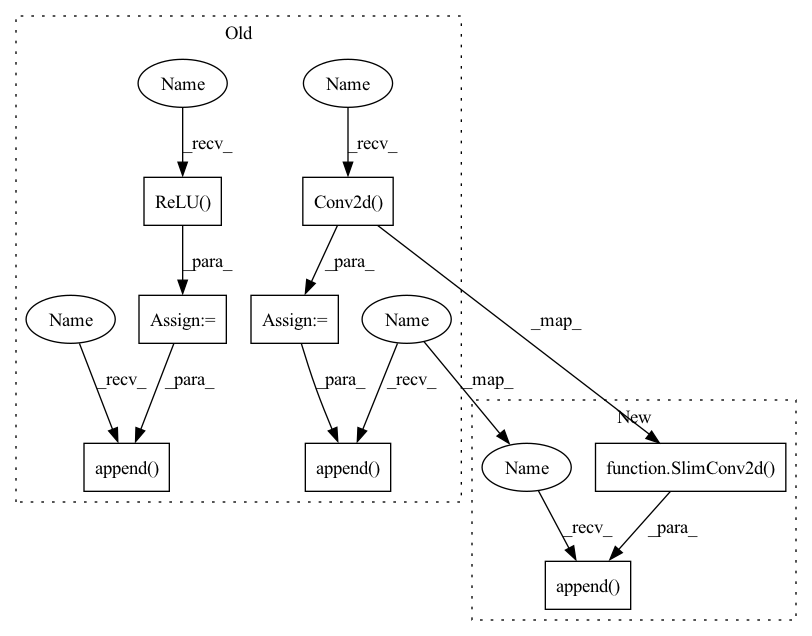 Old
Name
Name
_recv_
_recv_
ReLU()
Conv2d()
_para_
_para_
Name
Assign:=
Assign:=
Name
_map_
_recv_
_para_
_para_
_recv_
_map_
New
append()
append()
Name
function.SlimConv2d()
_recv_
_para_
append()